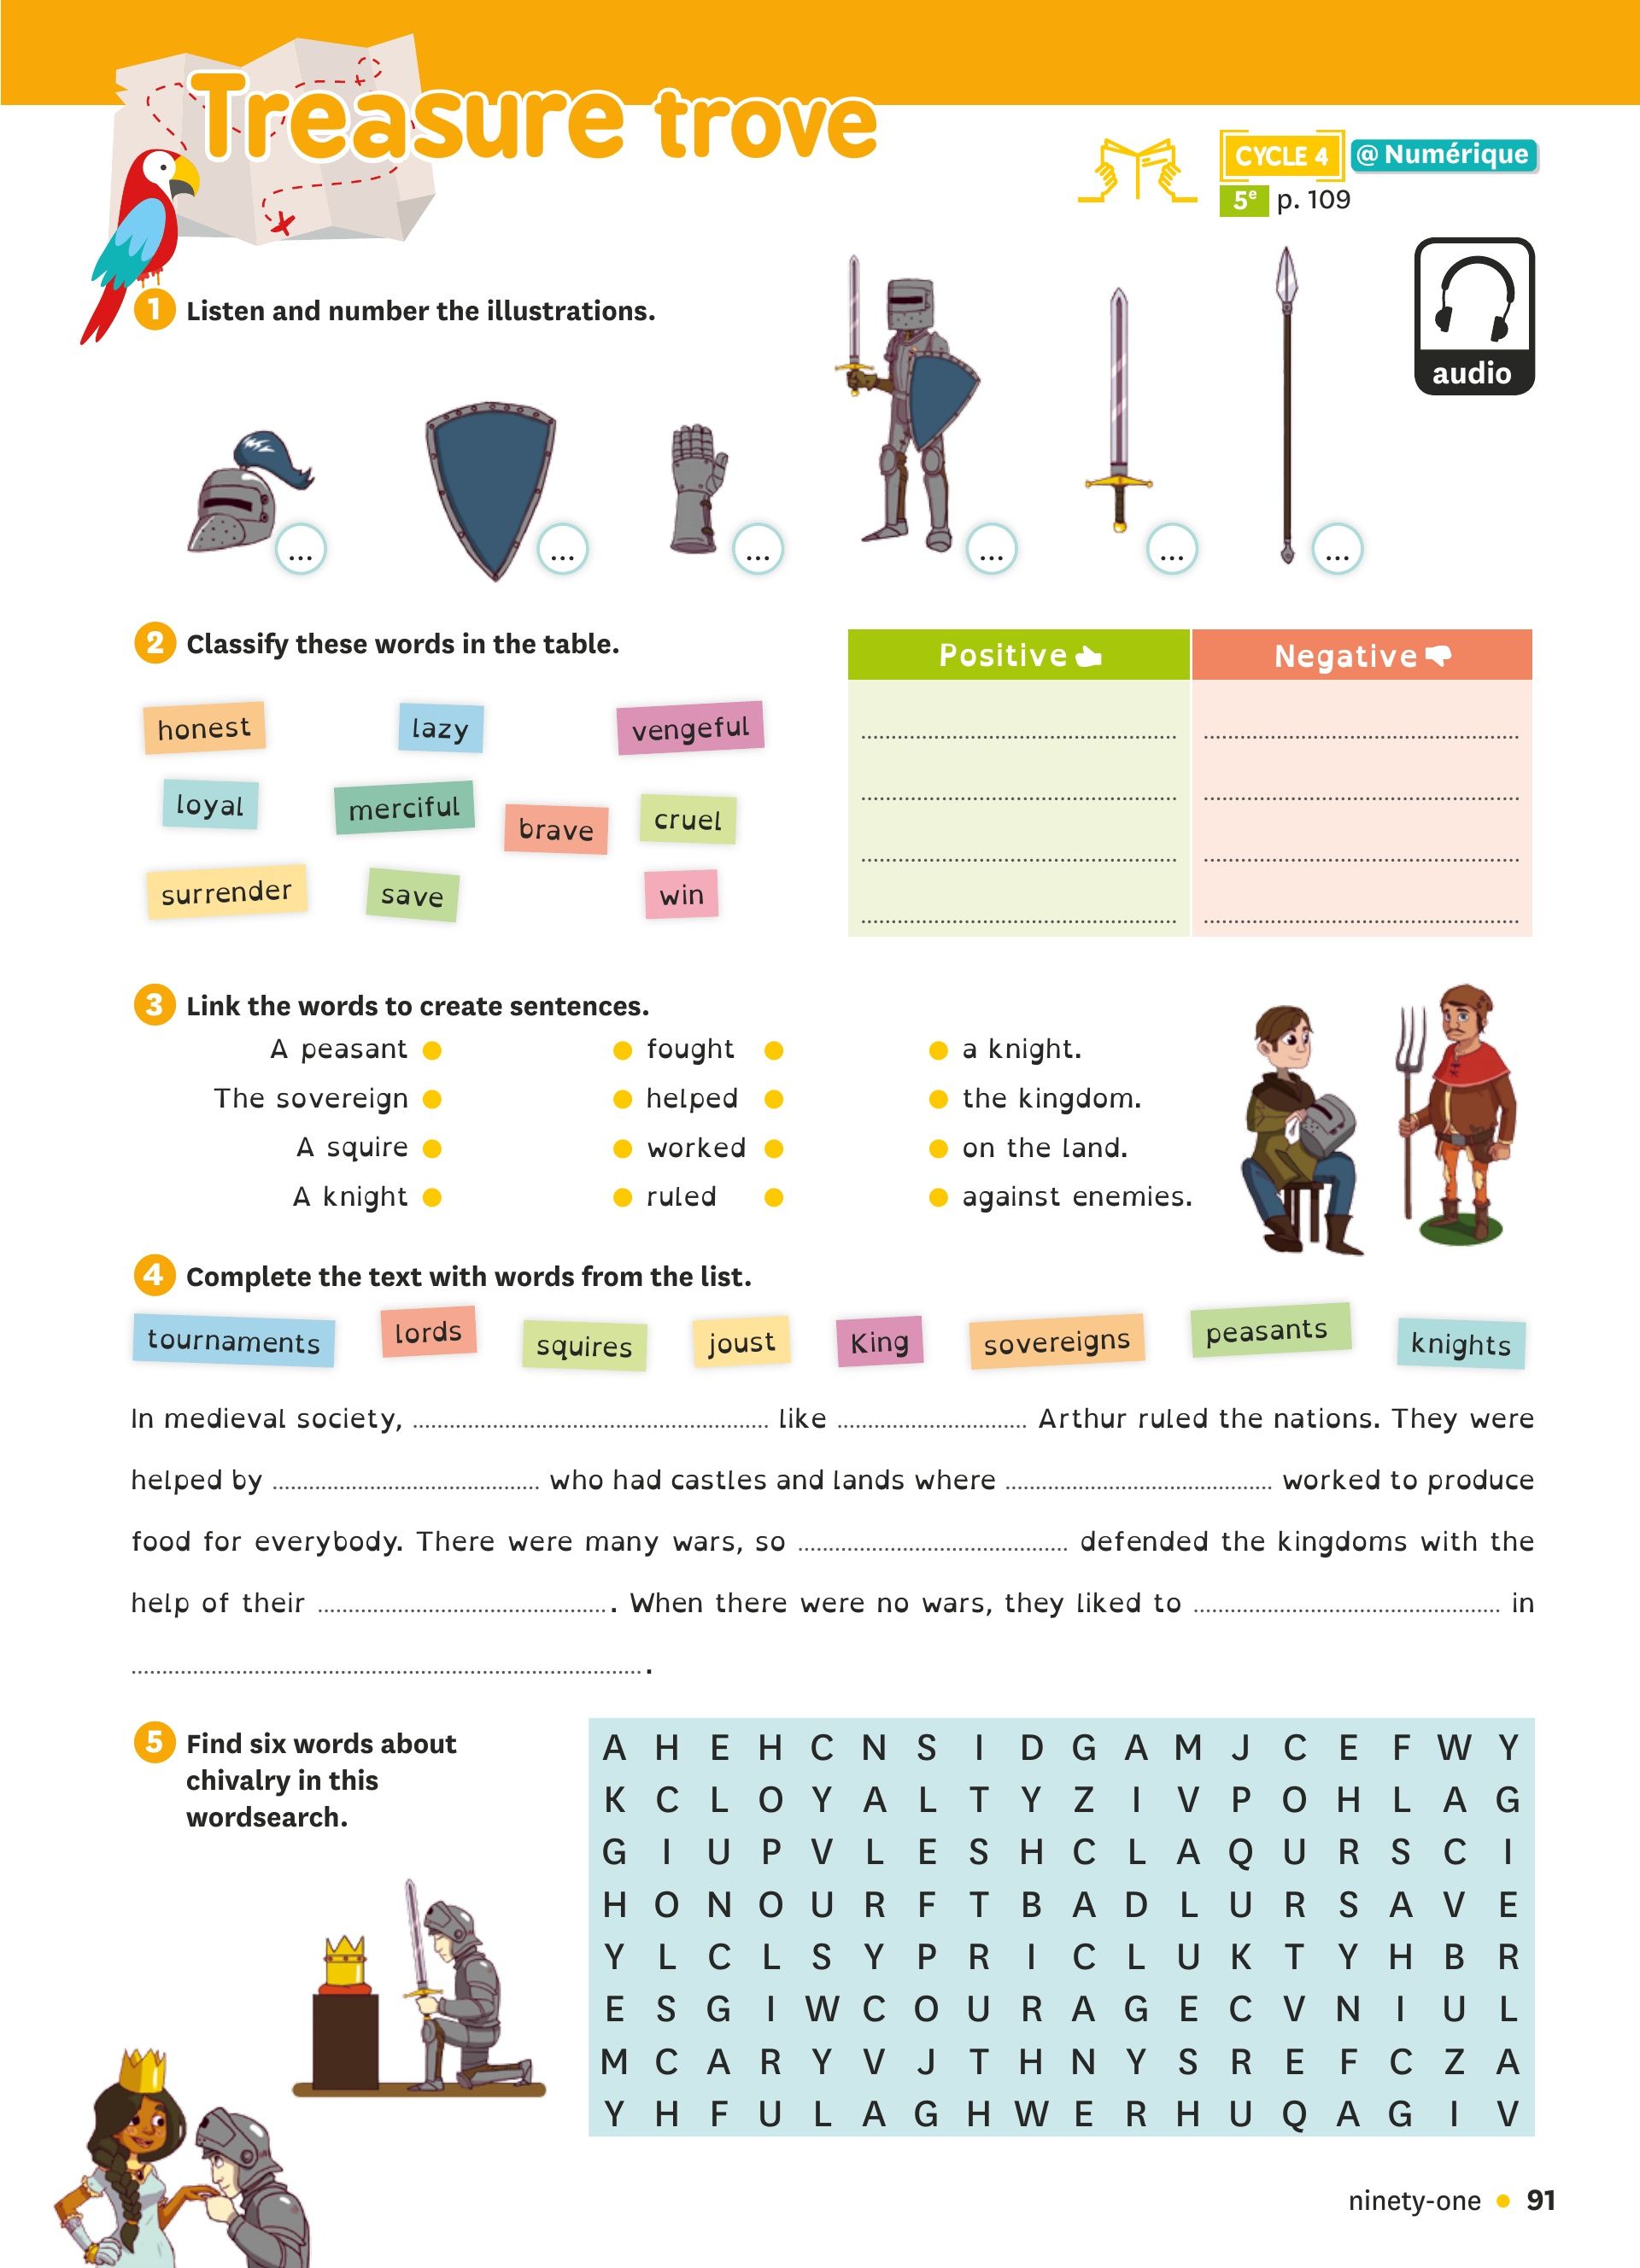 Treasure trove
CYCLE 4 @ Numérique
5e p. 109
audio
1 Listen and number the illustrations.
... ... ... ... ... ...
2 Classify these words in the table.
Positive Negative
honest lazy vengeful
loyal merciful brave cruel
surrender save win
3 Link the words to create sentences.
A peasant fought a knight.
The sovereign helped the kingdom.
A squire worked on the land.
A knight ruled against enemies.
4 Complete the text with words from the list.
tournaments lords squires joust King sovereigns peasants knights
In medieval society, .......... like .......... Arthur ruled the nations. They were
helped by .......... who had castles and lands where .......... worked to produce
food for everybody. There were many wars, so .......... defended the kingdoms with the
help of their .......... . When there were no wars, they liked to .......... in
.......... .
5 Find six words about
chivalry in this
wordsearch.
A H E H C N S I D G A M J C E F W Y
K C L O Y A L T Y Z I V P O H L A G
G I U P V L E S H C L A Q U R S C I
H O N O U R F T B A D L U R S A V E
Y L C L S Y P R I C L U K T Y H B R
E S G I W C O U R A G E C V N I U L
M C A R Y V J T H N Y S R E F C Z A
Y H F U L A G H W E R H U Q A G I V
ninety-one • 91